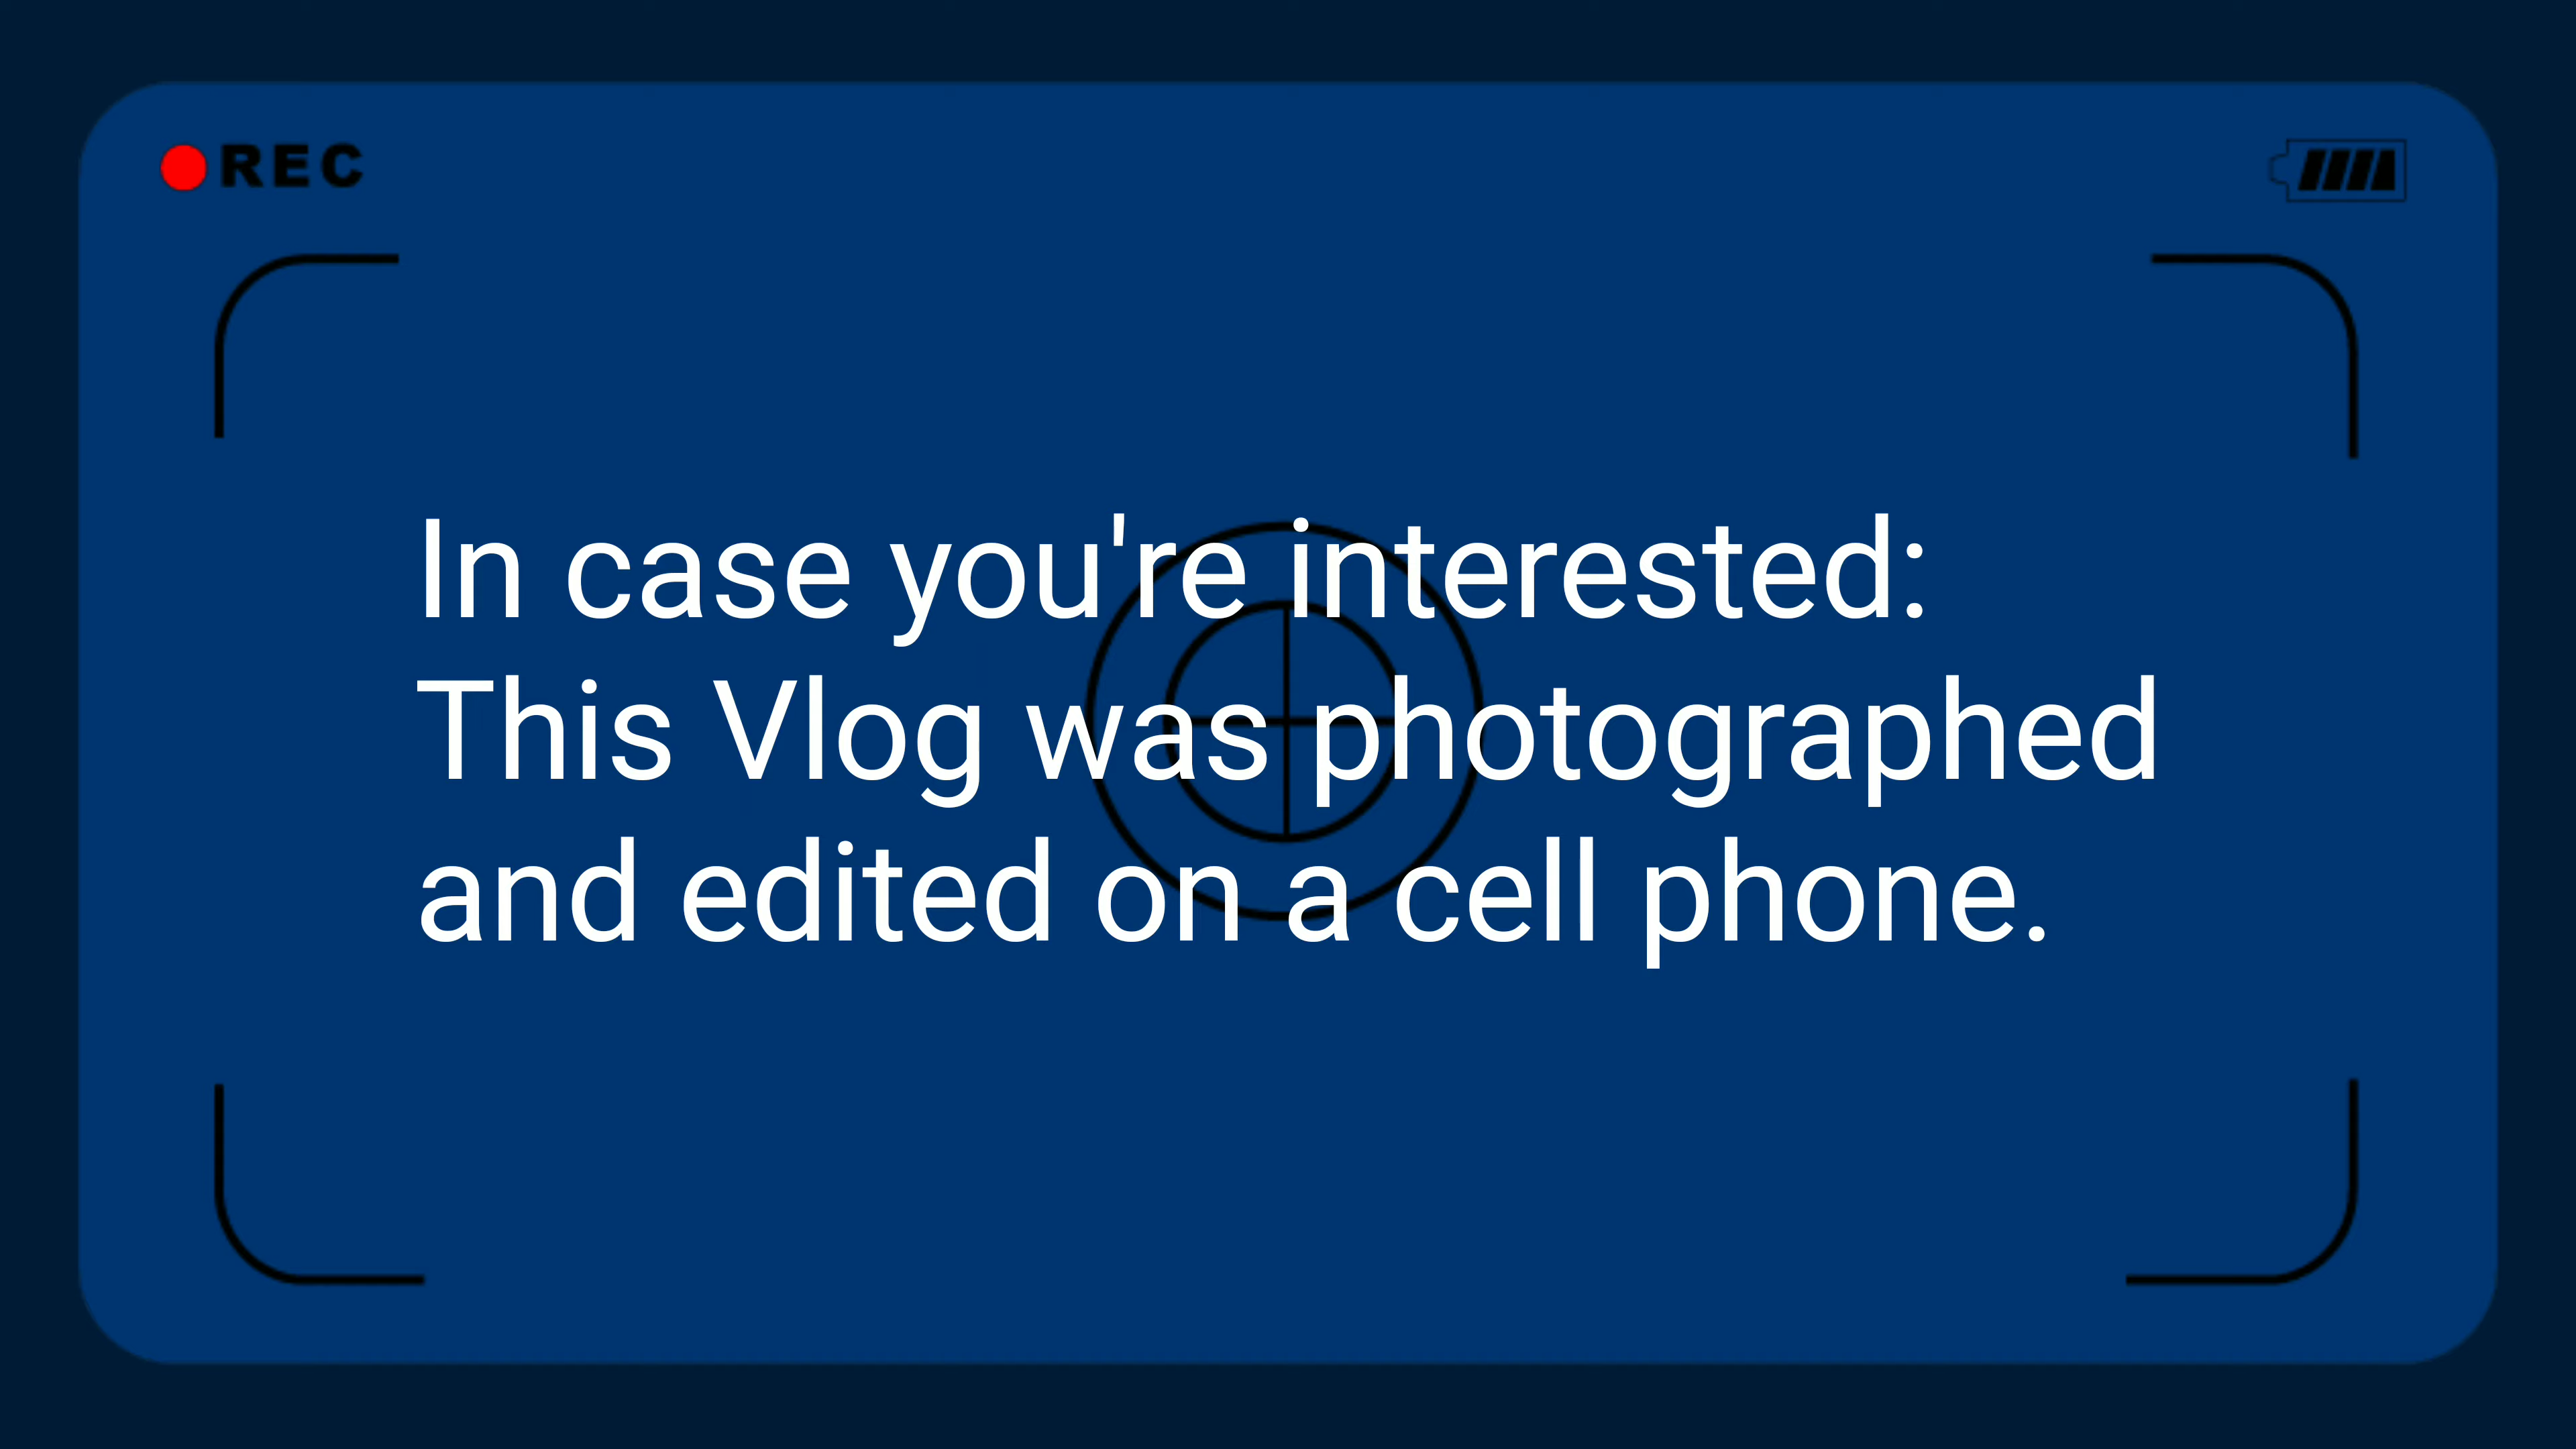 REC
In case you're interested:
This Vlog was photographed
and edited on a cell phone.